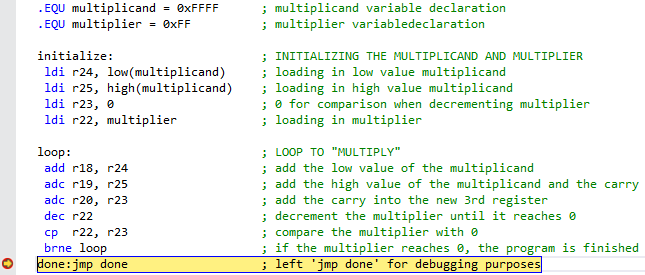 .EQU multiplicand = 0xFFFF ; multiplicand variable declaration
.EQU multiplier = 0xFF ; multiplier variabledeclaration
initialize: ; INITIALIZING THE MULTIPLICAND AND MULTIPLIER
ldi r24, low(multiplicand) ; loading in low value multiplicand
ldi r25, high(multiplicand) ; loading in high value multiplicand
ldi r23, 0 ; 0 for comparison when decrementing multiplier
ldi r22, multiplier ; loading in multiplier
loop: ; LOOP TO "MULTIPLY"
add r18, r24 ; add the low value of the multiplicand
adc r19, r25 ; add the high value of the multiplicand and the carry
adc r20, r23 ; add the carry into the new 3rd register
dec r22 ; decrement the multiplier until it reaches 0
cp r22, r23 ; compare the multiplier with 0
brne loop ; if the multiplier reaches 0, the program is finished
done:jmp done ; left 'jmp done' for debugging purposes